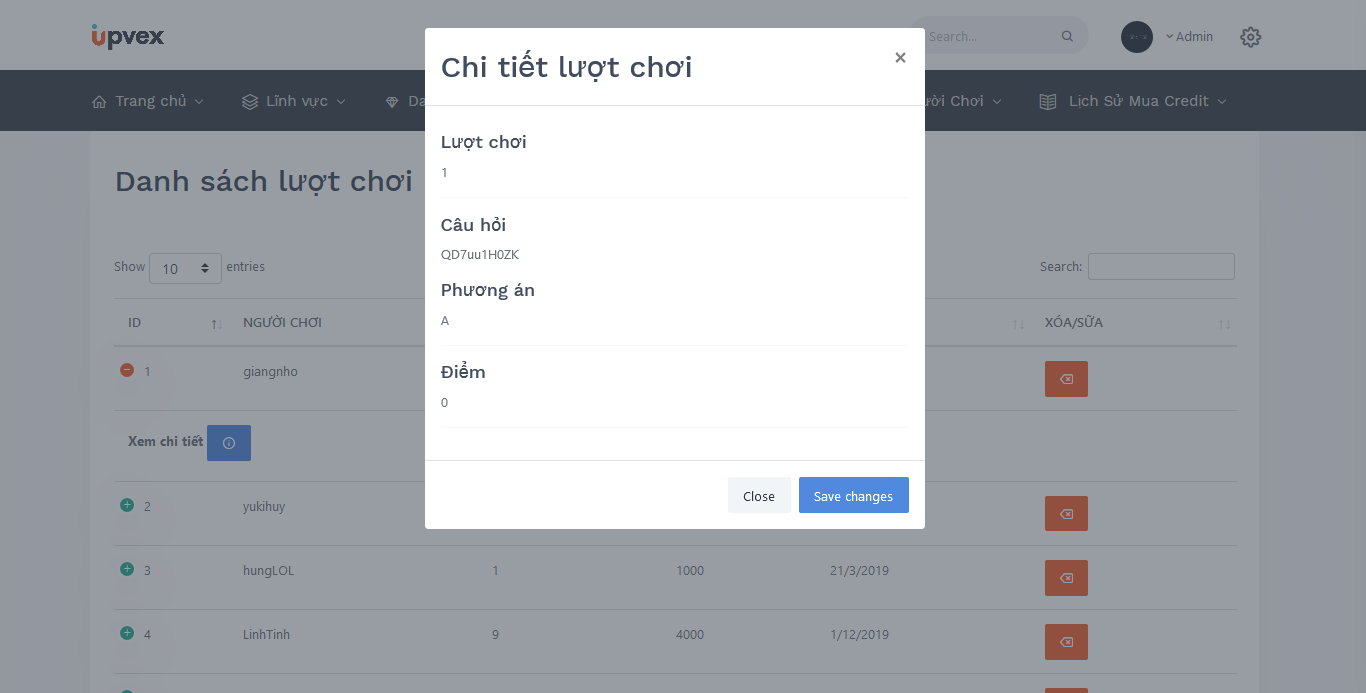 upvex
Search...
Admin
Trang chủ
Lĩnh vực
Da
ười Chơi
Lịch Sử Mua Credit
Chi tiết lượt chơi
×
Lượt chơi
1
Câu hỏi
QD7uu1H0ZK
Phương án
A
Điểm
0
Close
Save changes
Danh sách lượt chơi
Show 10 entries
Search:
ID NGƯỜI CHƠI XÓA/SỮA
1 giangnho
Xem chi tiết
2 yukihuy
3 hungLOL 1 1000 21/3/2019
4 LinhTinh 9 4000 1/12/2019